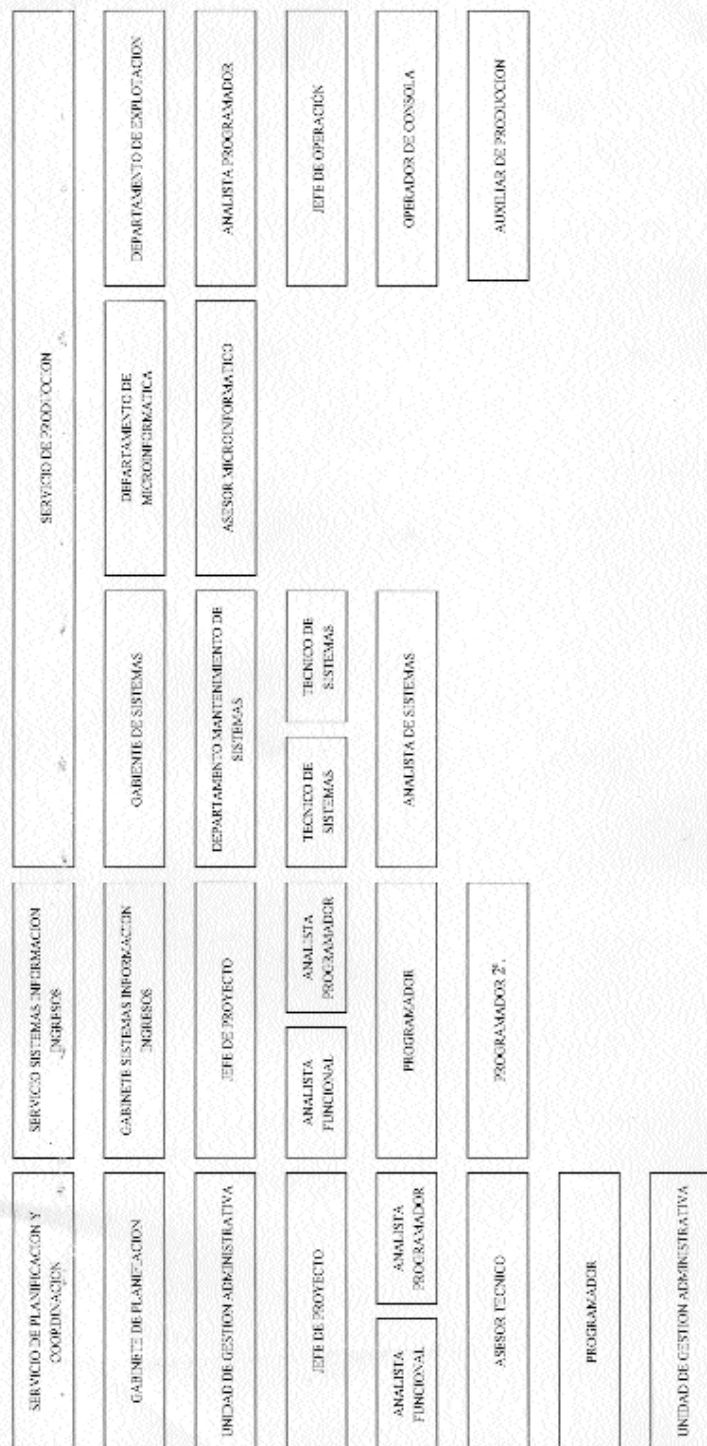 SERVICIO DE PLANIFICACION Y
COORDINACION
SERVICIO SISTEMAS INFORMACION
INGRESOS
SERVICIO DE PRODUCCION
GABINETE DE PLANIFICACION
GABINETE SISTEMAS INFORMACION
INGRESOS
GABIENTE DE SISTEMAS
DEPARTAMENTO DE
MICROINFORMATICA
DEPARTAMENTO DE EXPLOTACION
UNIDAD DE GESTION ADMINISTRATIVA
JEFE DE PROYECTO
DEPARTAMENTO MANTENIMIENTO DE
SISTEMAS
ASESOR MICROINFORMATICO
ANALISTA PROGRAMADOR
JEFE DE PROYECTO
ANALISTA
FUNCIONAL
ANALISTA
PROGRAMADOR
TECNICO DE
SISTEMAS
TECNICO DE
SISTEMAS
JEFE DE OPERACIÓN
ANALISTA
FUNCIONAL
ANALISTA
PROGRAMADOR
PROGRAMADOR
ANALISTA DE SISTEMAS
OPERADOR DE CONSOLA
ASESOR TECNICO
PROGRAMADOR 2ª.
AUXILIAR DE PRODUCCION
PROGRAMADOR
UNIDAD DE GESTION ADMINISTRATIVA